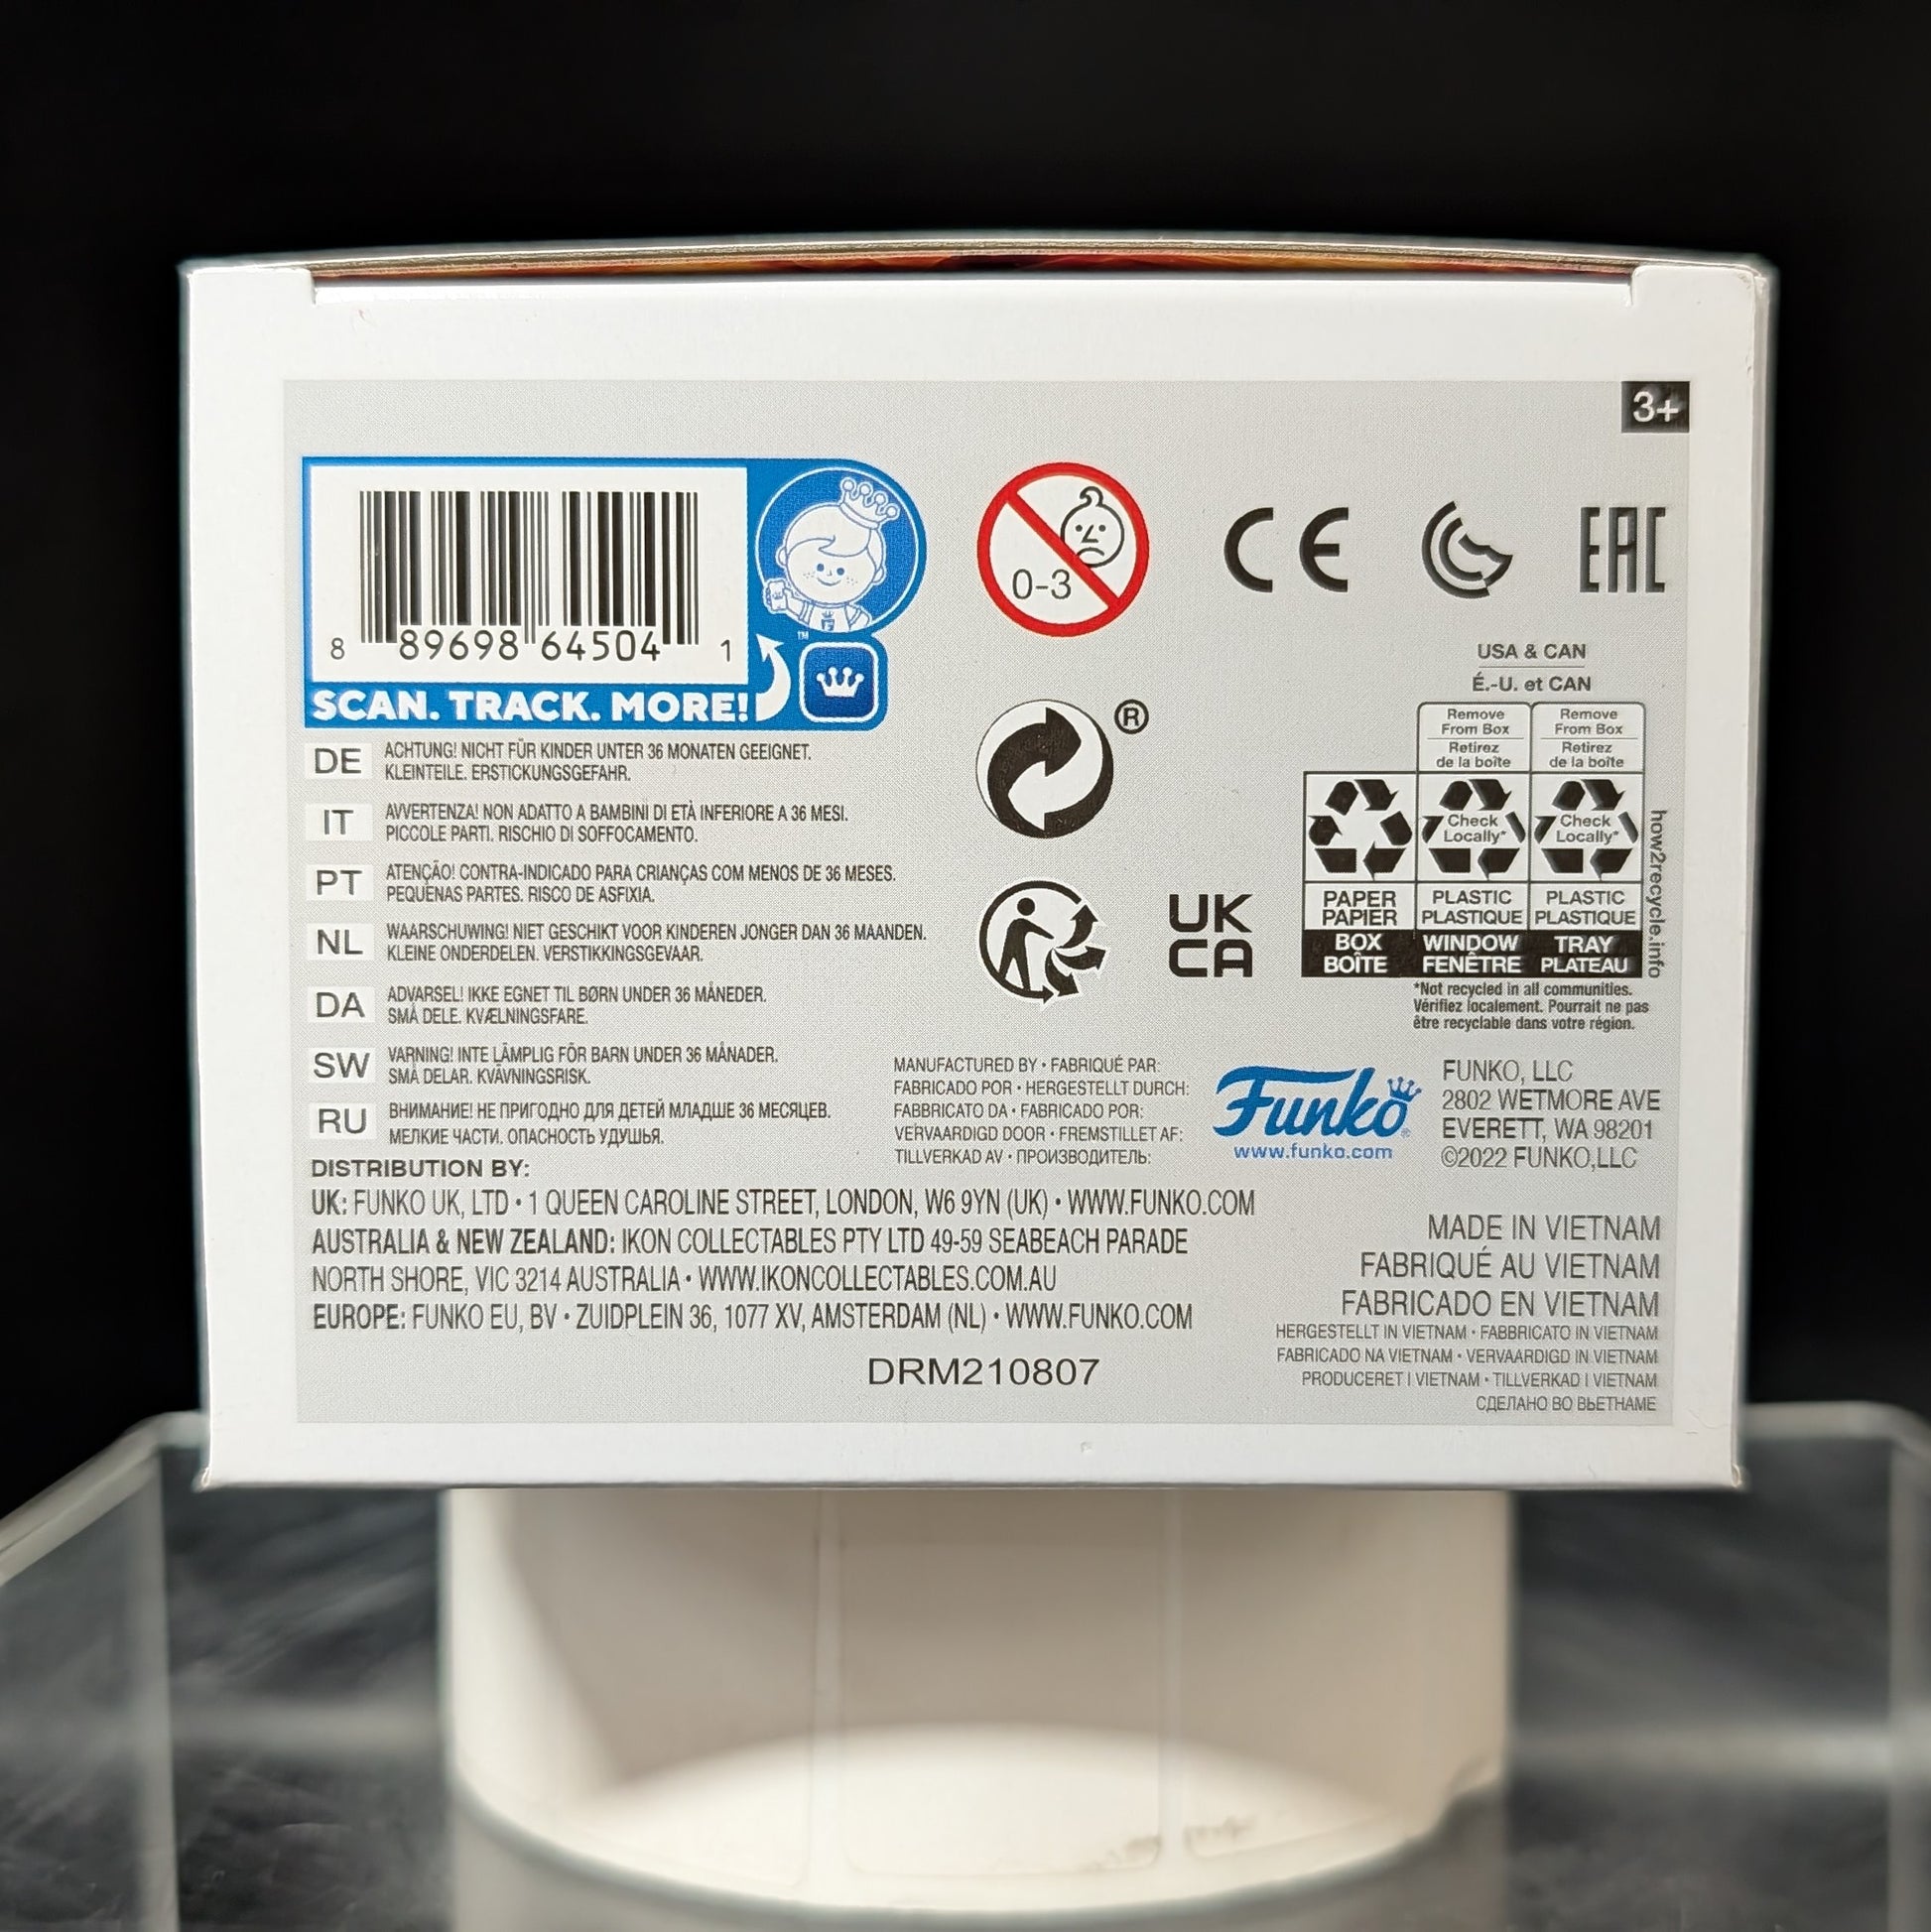 3+
8 89698 64504 1
SCAN. TRACK. MORE!
™
0-3
CE
EAC
®
UK
CA
USA & CAN
É.-U. et CAN
Remove
From Box
Retirez
de la boîte
Remove
From Box
Retirez
de la boîte
Check
Locally*
Check
Locally*
PAPER
PAPIER
BOX
BOÎTE
PLASTIC
PLASTIQUE
WINDOW
FENÊTRE
PLASTIC
PLASTIQUE
TRAY
PLATEAU
how2recycle.info
*Not recycled in all communities.
Vérifiez localement. Pourrait ne pas
être recyclable dans votre région.
DE ACHTUNG! NICHT FÜR KINDER UNTER 36 MONATEN GEEIGNET.
KLEINTEILE. ERSTICKUNGSGEFAHR.
IT AVVERTENZA! NON ADATTO A BAMBINI DI ETÀ INFERIORE A 36 MESI.
PICCOLE PARTI. RISCHIO DI SOFFOCAMENTO.
PT ATENÇÃO! CONTRA-INDICADO PARA CRIANÇAS COM MENOS DE 36 MESES.
PEQUENAS PARTES. RISCO DE ASFIXIA.
NL WAARSCHUWING! NIET GESCHIKT VOOR KINDEREN JONGER DAN 36 MAANDEN.
KLEINE ONDERDELEN. VERSTIKKINGSGEVAAR.
DA ADVARSEL! IKKE EGNET TIL BØRN UNDER 36 MÅNEDER.
SMÅ DELE. KVÆLNINGSFARE.
SW VARNING! INTE LÄMPLIG FÖR BARN UNDER 36 MÅNADER.
SMÅ DELAR. KVÄVNINGSRISK.
RU ВНИМАНИЕ! НЕ ПРИГОДНО ДЛЯ ДЕТЕЙ МЛАДШЕ 36 МЕСЯЦЕВ.
МЕЛКИЕ ЧАСТИ. ОПАСНОСТЬ УДУШЬЯ.
MANUFACTURED BY • FABRIQUÉ PAR:
FABRICADO POR • HERGESTELLT DURCH:
FABBRICATO DA • FABRICADO POR:
VERVAARDIGD DOOR • FREMSTILLET AF:
TILLVERKAD AV • ПРОИЗВОДИТЕЛЬ:
Funko®
www.funko.com
FUNKO, LLC
2802 WETMORE AVE
EVERETT, WA 98201
©2022 FUNKO,LLC
DISTRIBUTION BY:
UK: FUNKO UK, LTD • 1 QUEEN CAROLINE STREET, LONDON, W6 9YN (UK) • WWW.FUNKO.COM
AUSTRALIA & NEW ZEALAND: IKON COLLECTABLES PTY LTD 49-59 SEABEACH PARADE
NORTH SHORE, VIC 3214 AUSTRALIA • WWW.IKONCOLLECTABLES.COM.AU
EUROPE: FUNKO EU, BV • ZUIDPLEIN 36, 1077 XV, AMSTERDAM (NL) • WWW.FUNKO.COM
DRM210807
MADE IN VIETNAM
FABRIQUÉ AU VIETNAM
FABRICADO EN VIETNAM
HERGESTELLT IN VIETNAM • FABBRICATO IN VIETNAM
FABRICADO NA VIETNAM • VERVAARDIGD IN VIETNAM
PRODUCERET I VIETNAM • TILLVERKAD I VIETNAM
СДЕЛАНО ВО ВЬЕТНАМЕ